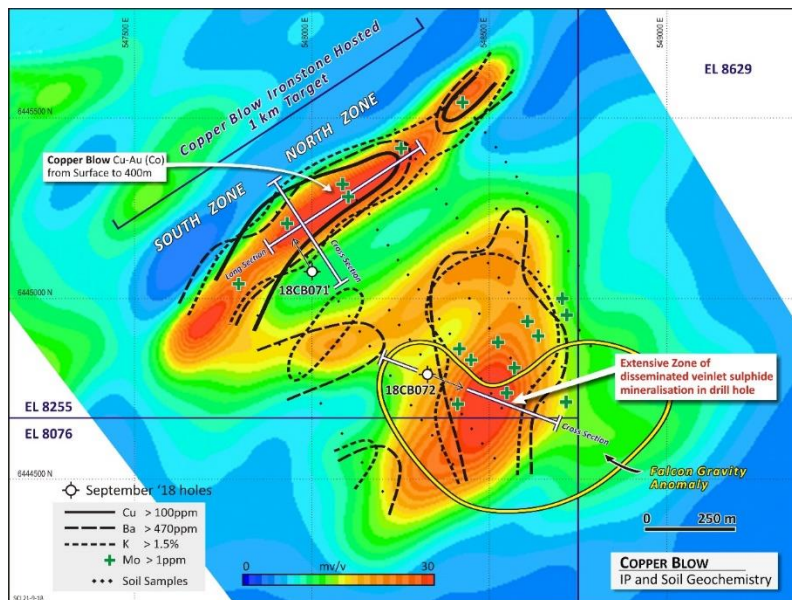 547500 E
548000 E
548500 E
549000 E
EL 8629
6445500 N
Copper Blow Ironstone Hosted
1 km Target
NORTH ZONE
SOUTH ZONE
Copper Blow Cu-Au (Co)
from Surface to 400m
Long Section
Cross Section
18CB071
6445000 N
18CB072
Extensive Zone of
disseminated veinlet sulphide
mineralisation in drill hole
EL 8255
EL 8076
Cross Section
Falcon Gravity
Anomaly
6444500 N
September '18 holes
Cu > 100ppm
Ba > 470ppm
K > 1.5%
Mo > 1ppm
Soil Samples
0 mv/v 30
0 250 m
COPPER BLOW
IP and Soil Geochemistry